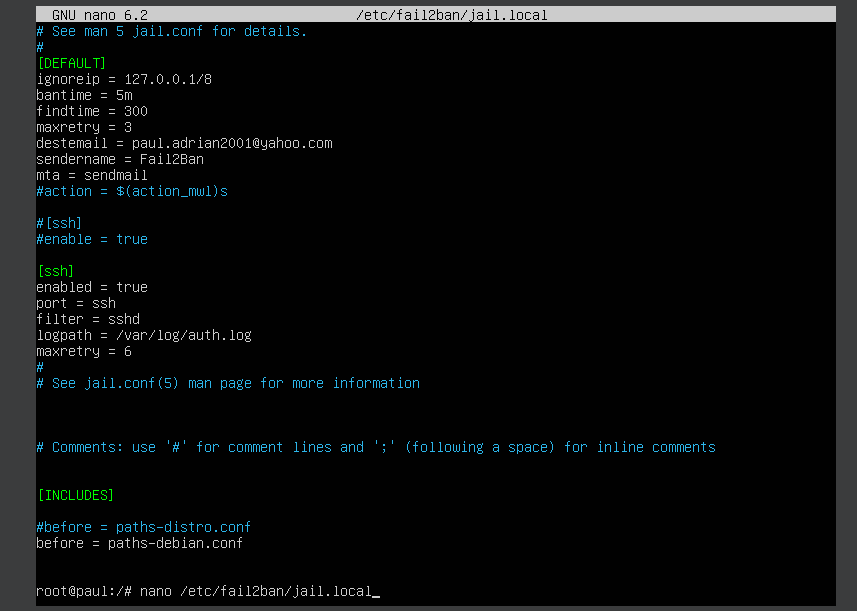 GNU nano 6.2 /etc/fail2ban/jail.local
# See man 5 jail.conf for details.
#
[DEFAULT]
ignoreip = 127.0.0.1/8
bantime = 5m
findtime = 300
maxretry = 3
destemail = paul.adrian2001@yahoo.com
sendername = Fail2Ban
mta = sendmail
#action = $(action_mwl)s
#[ssh]
#enable = true
[ssh]
enabled = true
port = ssh
filter = sshd
logpath = /var/log/auth.log
maxretry = 6
#
# See jail.conf(5) man page for more information
# Comments: use '#' for comment lines and ';' (following a space) for inline comments
[INCLUDES]
#before = paths-distro.conf
before = paths-debian.conf
root@paul:/# nano /etc/fail2ban/jail.local_